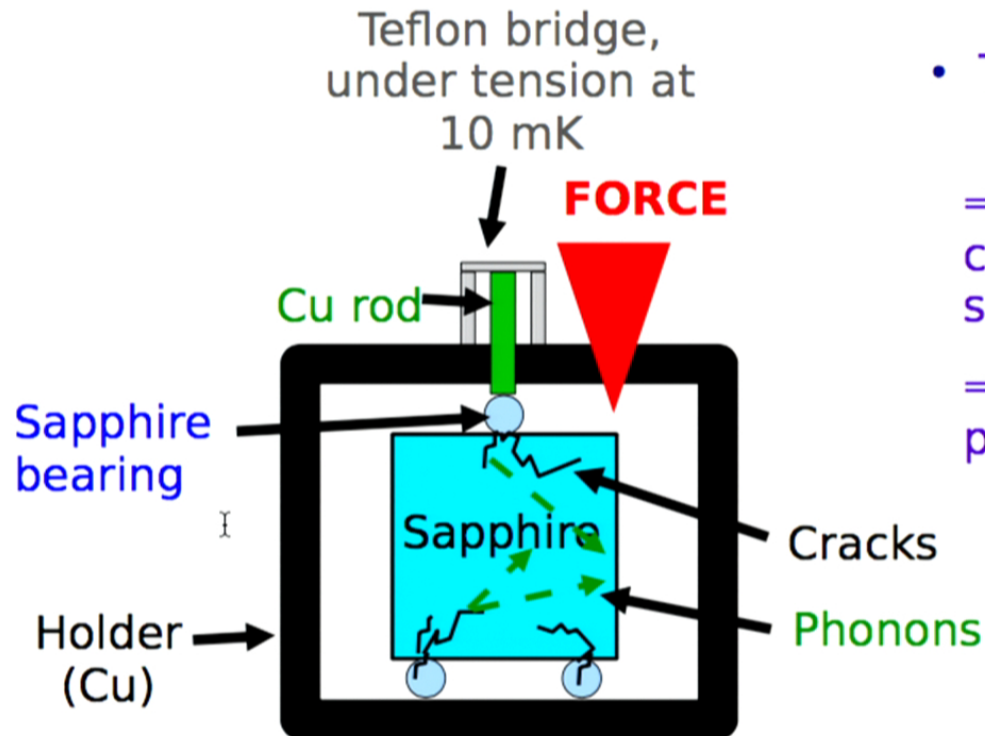 Teflon bridge,
under tension at
10 mK
FORCE
Cu rod
Sapphire
bearing
Sapphire
Cracks
Holder
(Cu)
Phonons
=
c
s
=
p